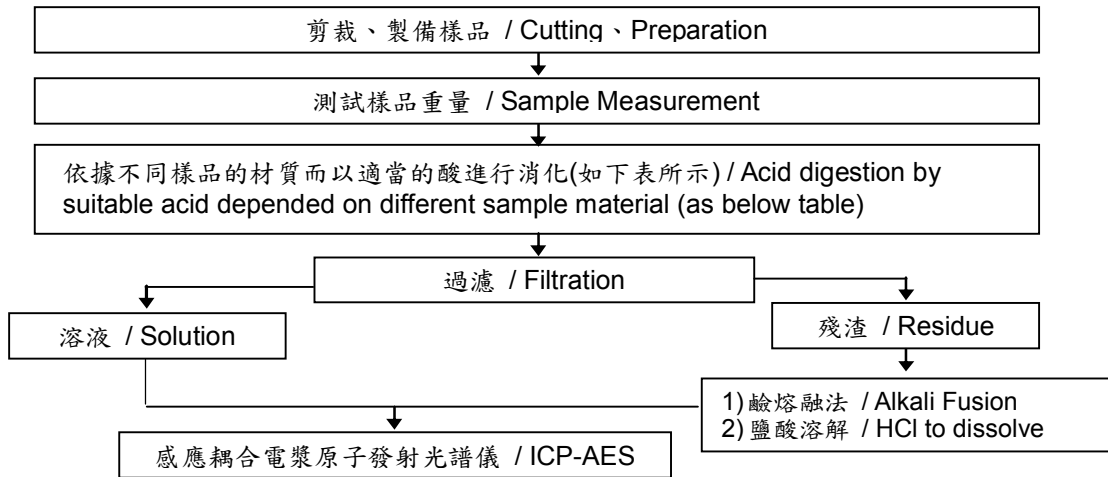 剪裁、製備樣品 / Cutting、Preparation
測試樣品重量 / Sample Measurement
依據不同樣品的材質而以適當的酸進行消化(如下表所示) / Acid digestion by
suitable acid depended on different sample material (as below table)
過濾 / Filtration
溶液 / Solution
殘渣 / Residue
1) 鹼熔融法 / Alkali Fusion
2) 鹽酸溶解 / HCl to dissolve
感應耦合電漿原子發射光譜儀 / ICP-AES